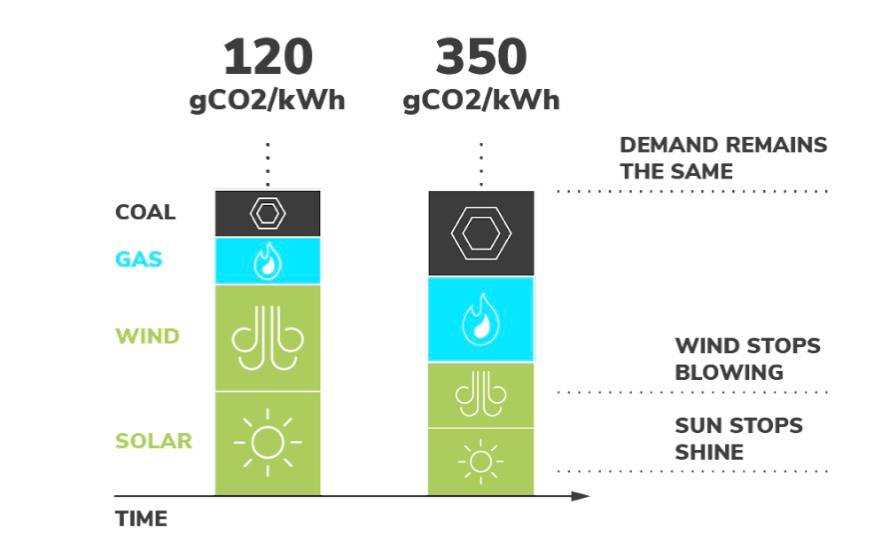 120
gCO2/kWh
350
gCO2/kWh
DEMAND REMAINS
THE SAME
COAL
GAS
WIND
SOLAR
WIND STOPS
BLOWING
SUN STOPS
SHINE
TIME